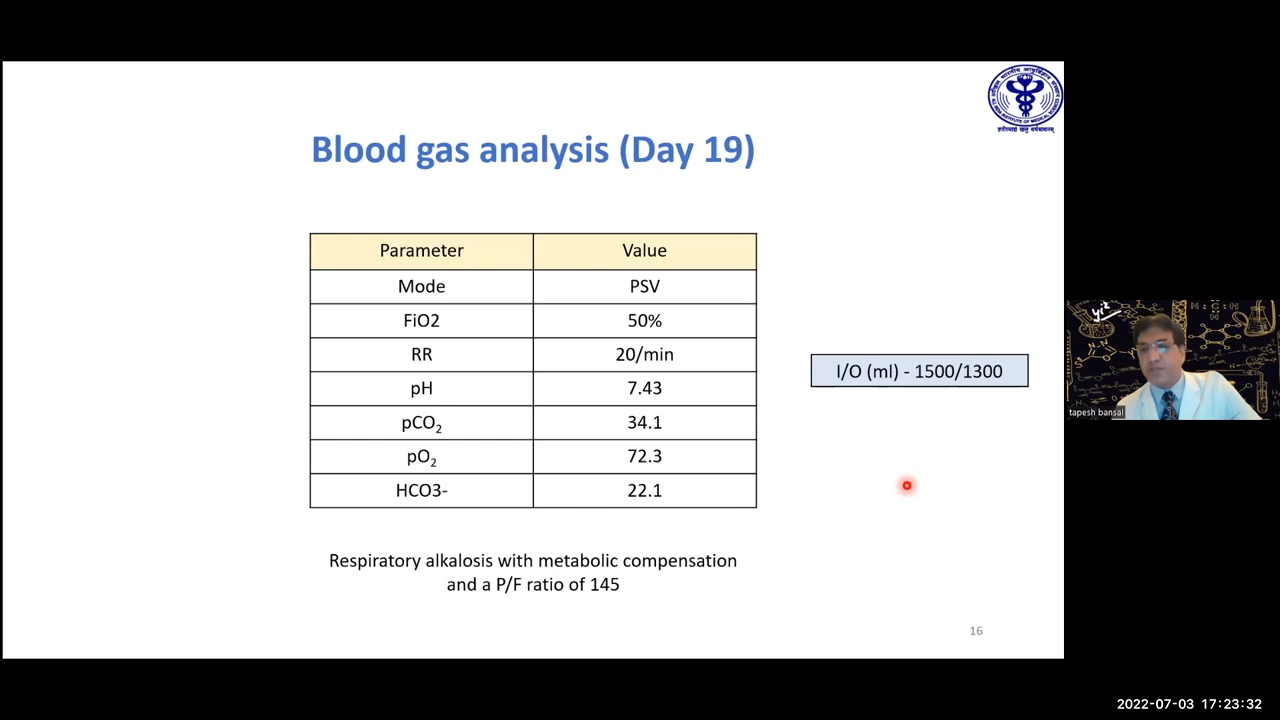 Blood gas analysis (Day 19)
Parameter Value
Mode PSV
FiO2 50%
RR 20/min
pH 7.43
pCO₂ 34.1
pO₂ 72.3
HCO3- 22.1
I/O (ml) - 1500/1300
Respiratory alkalosis with metabolic compensation
and a P/F ratio of 145
16
tapesh bansal
2022-07-03 17:23:32